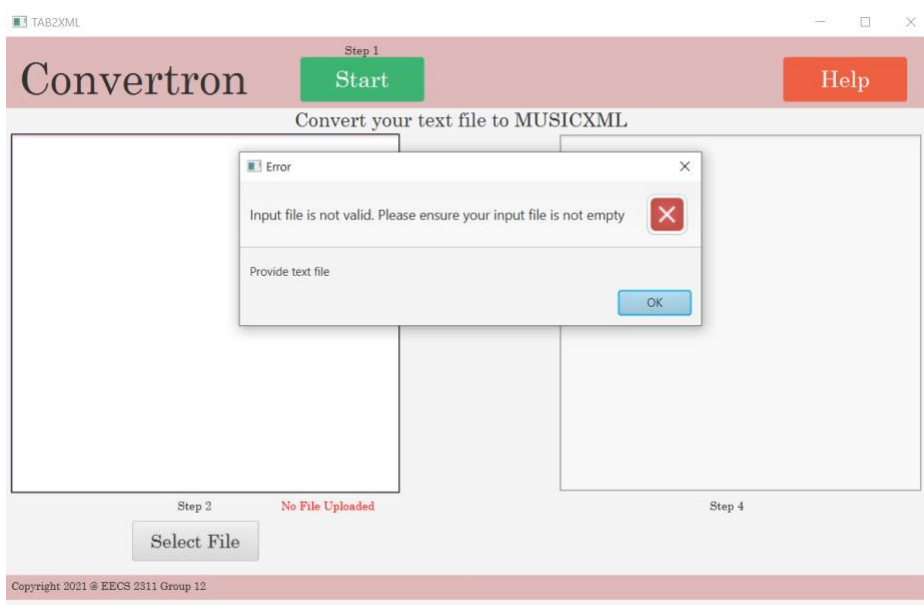 TAB2XML
Step 1
Convertron
Start
Help
Convert your text file to MUSICXML
Error
Input file is not valid. Please ensure your input file is not empty
Provide text file
OK
Step 2
No File Uploaded
Step 4
Select File
Copyright 2021 @ EECS 2311 Group 12